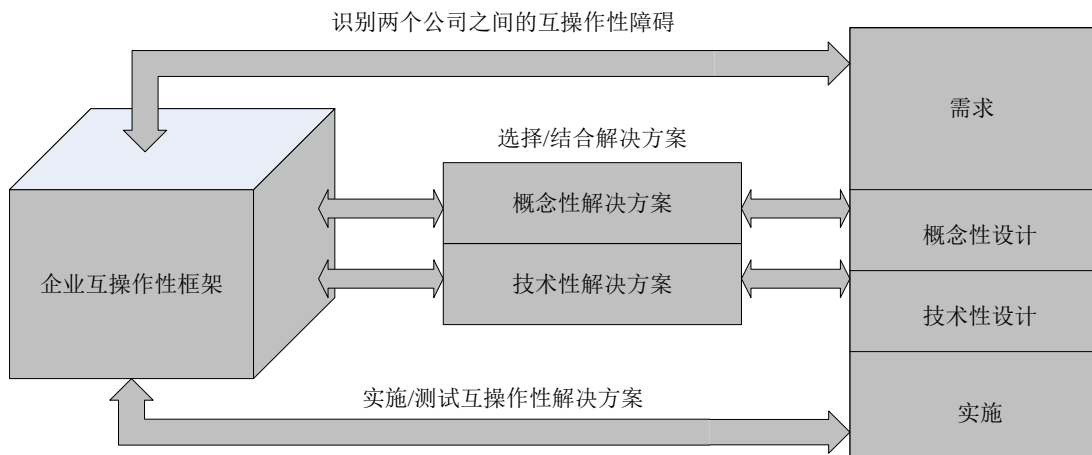 识别两个公司之间的互操作性障碍
需求
选择/结合解决方案
概念性解决方案
概念性设计
企业互操作性框架
技术性解决方案
技术性设计
实施/测试互操作性解决方案
实施